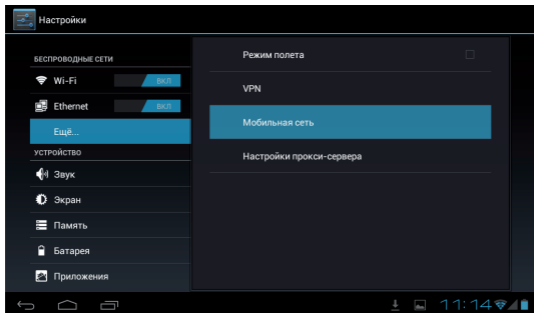 Настройки
БЕСПРОВОДНЫЕ СЕТИ
Wi-Fi
ВКЛ
Ethernet
ВКЛ
Ещё...
УСТРОЙСТВО
Звук
Экран
Память
Батарея
Приложения
Режим полета
VPN
Мобильная сеть
Настройки прокси-сервера
11:14